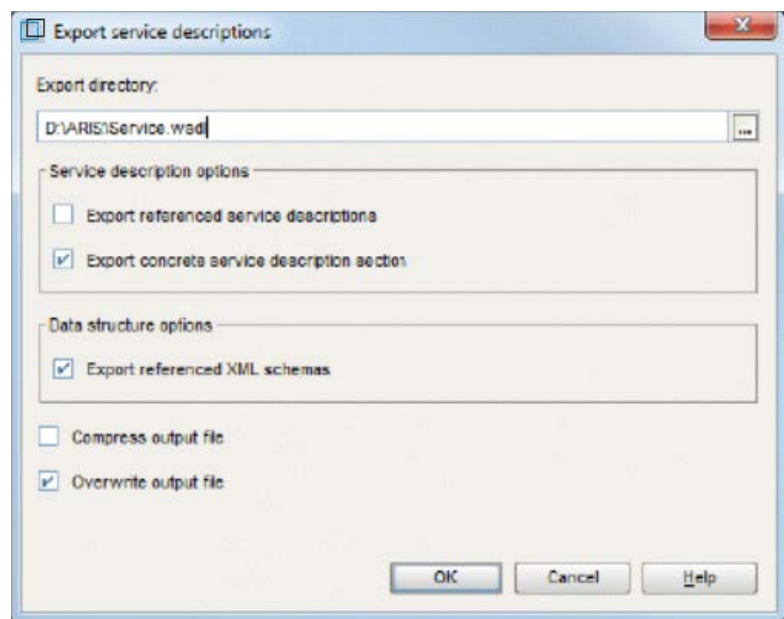 Export service descriptions
Export directory:
D:\ARIS\Service.wsdl
...
Service description options
Export referenced service descriptions
Export concrete service description section
Data structure options
Export referenced XML schemas
Compress output file
Overwrite output file
OK Cancel Help